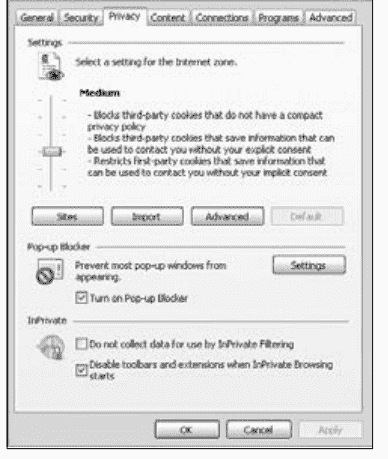 General Security Privacy Content Connections Programs Advanced
Settings
Select a setting for the Internet zone.
Medium
- Blocks third-party cookies that do not have a compact
privacy policy
- Blocks third-party cookies that save information that can
be used to contact you without your explicit consent
- Restricts first-party cookies that save information that
can be used to contact you without your implicit consent
Sites Import Advanced Default
Pop-up Blocker
Prevent most pop-up windows from
appearing.
Settings
Turn on Pop-up Blocker
InPrivate
Do not collect data for use by InPrivate Filtering
Disable toolbars and extensions when InPrivate Browsing
starts
OK Cancel Apply